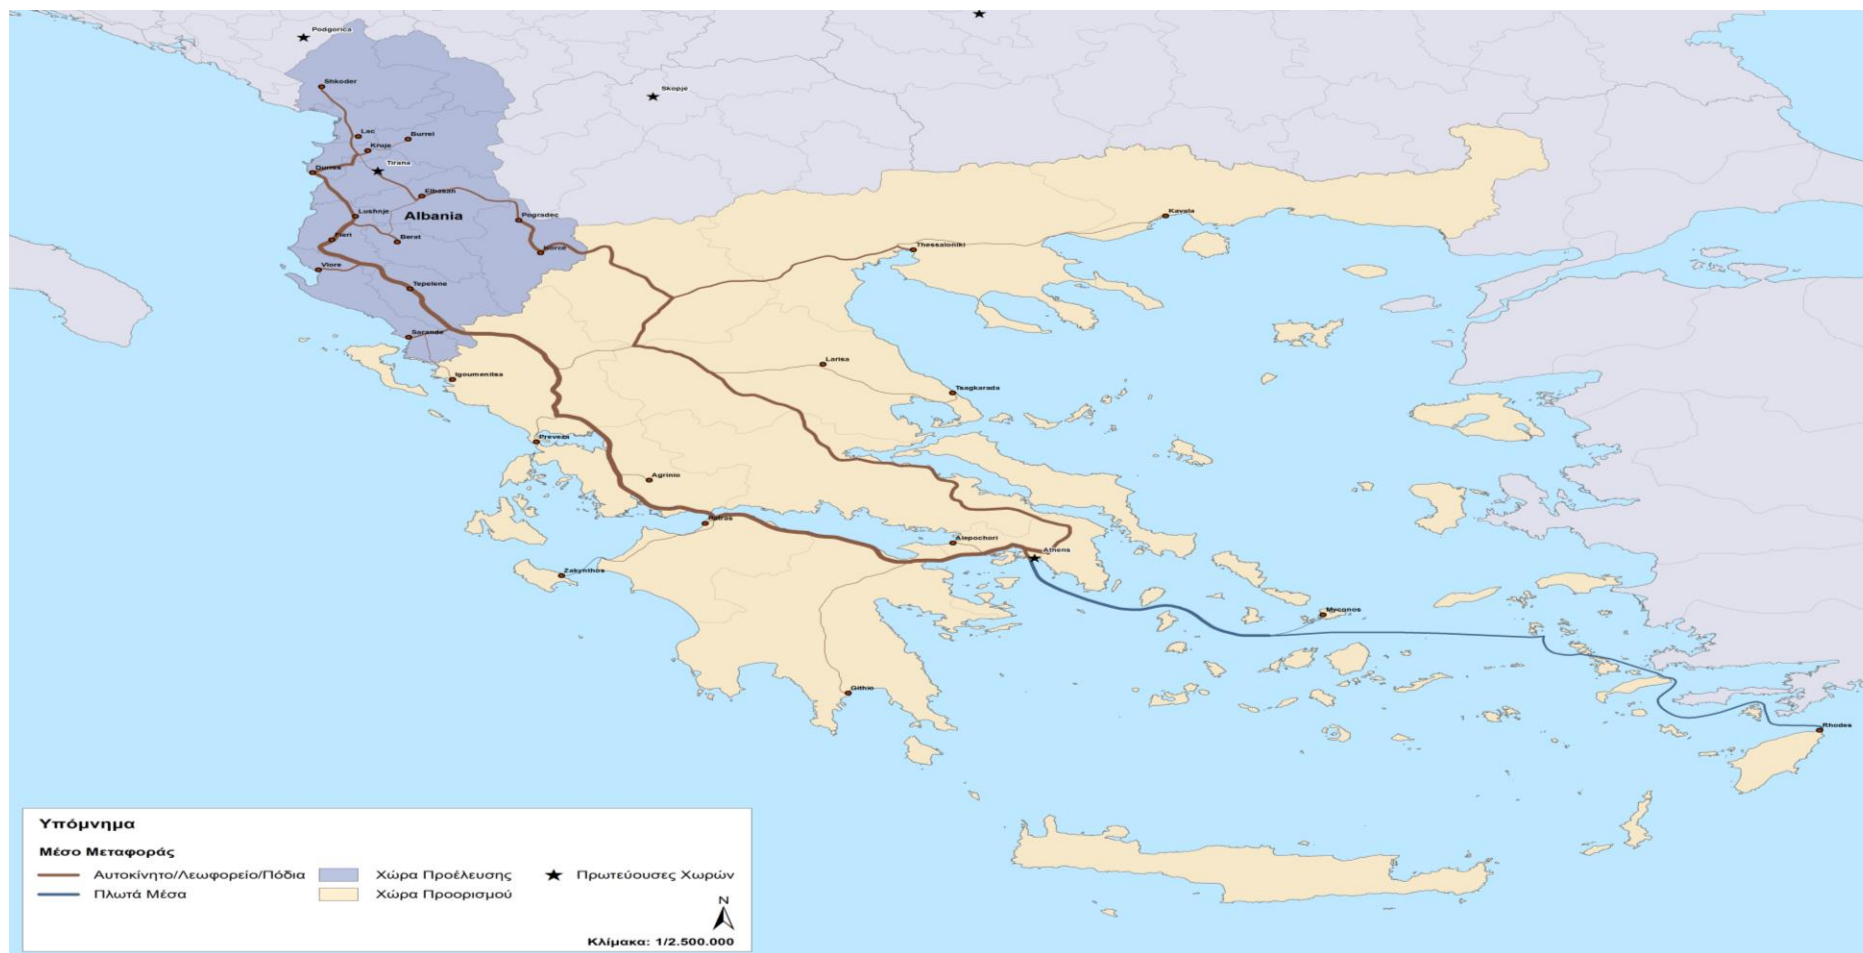 Podgorica
Skopje
Shkoder
Lac
Burrel
Kruje
Tirana
Durres
Elbasan
Lushnje
Albania
Pogradec
Fieri
Berat
Korce
Vlore
Tepelene
Sarande
Kavala
Thessaloniki
Igoumenitsa
Larisa
Tsagkarada
Preveza
Agrinio
Patras
Alepochori
Athens
Zakynthos
Myconos
Githio
Rhodes
Υπόμνημα
Μέσο Μεταφοράς
Αυτοκίνητο/Λεωφορείο/Πόδια Χώρα Προέλευσης Πρωτεύουσες Χωρών
Πλωτά Μέσα Χώρα Προορισμού
N
Κλίμακα: 1/2.500.000